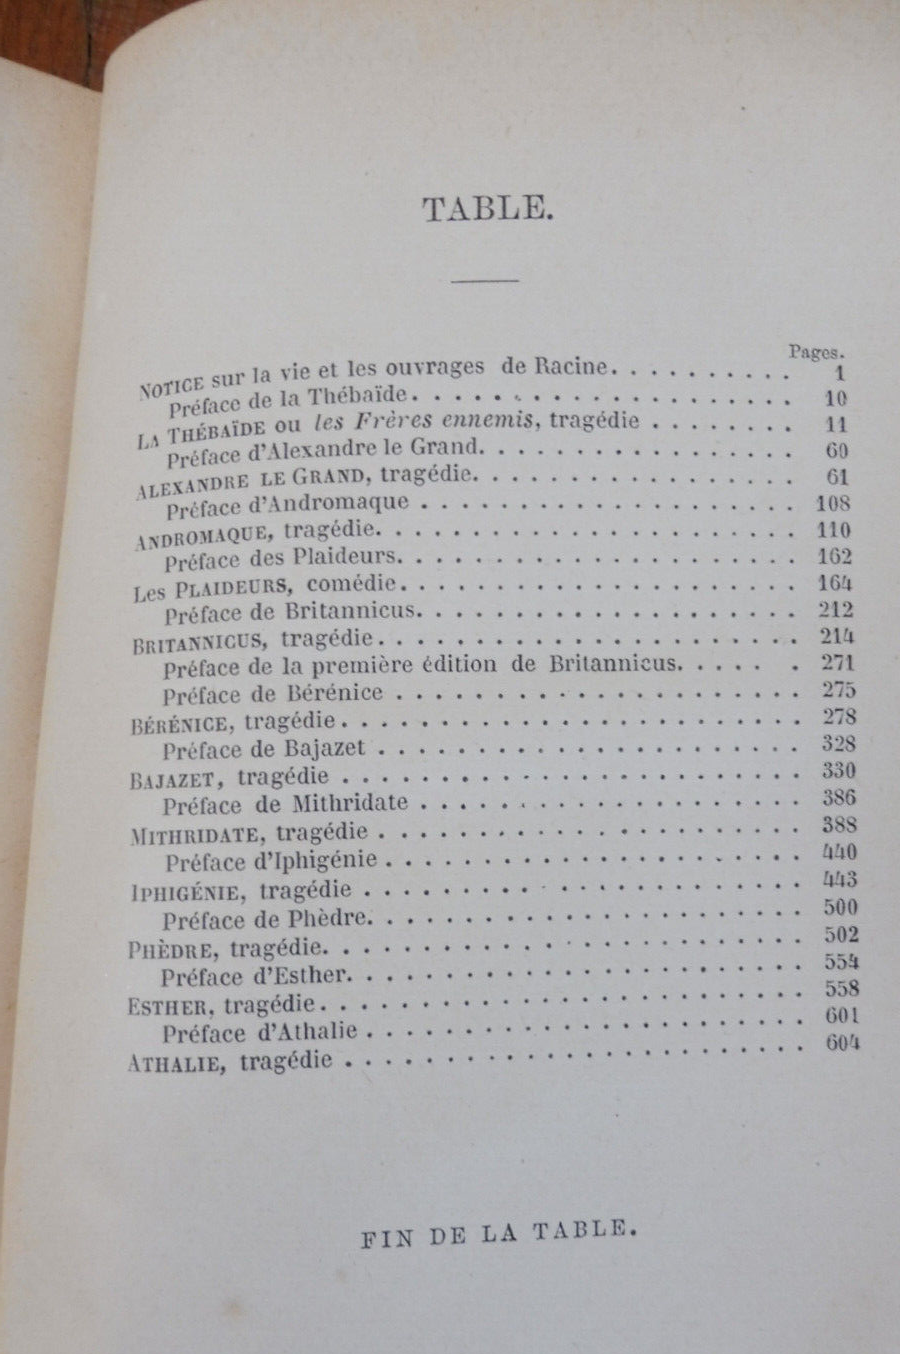 TABLE.
Pages.
NOTICE sur la vie et les ouvrages de Racine. . . . . . . . . . 1
Préface de la Thébaïde. . . . . . . . . . . . . . . . . . . 10
LA THÉBAÏDE ou les Frères ennemis, tragédie . . . . . . . . 11
Préface d'Alexandre le Grand. . . . . . . . . . . . . . . . 60
ALEXANDRE LE GRAND, tragédie. . . . . . . . . . . . . . . . 61
Préface d'Andromaque . . . . . . . . . . . . . . . . . . . 108
ANDROMAQUE, tragédie. . . . . . . . . . . . . . . . . . . . 110
Préface des Plaideurs. . . . . . . . . . . . . . . . . . . . 162
Les PLAIDEURS, comédie. . . . . . . . . . . . . . . . . . . . 164
Préface de Britannicus. . . . . . . . . . . . . . . . . . . 212
BRITANNICUS, tragédie. . . . . . . . . . . . . . . . . . . . . 214
Préface de la première édition de Britannicus. . . . . . 271
Préface de Bérénice . . . . . . . . . . . . . . . . . . . . 275
BÉRÉNICE, tragédie. . . . . . . . . . . . . . . . . . . . . . 278
Préface de Bajazet . . . . . . . . . . . . . . . . . . . . . 328
BAJAZET, tragédie . . . . . . . . . . . . . . . . . . . . . . 330
Préface de Mithridate . . . . . . . . . . . . . . . . . . . 386
MITHRIDATE, tragédie . . . . . . . . . . . . . . . . . . . . . 388
Préface d'Iphigénie . . . . . . . . . . . . . . . . . . . . . 440
IPHIGÉNIE, tragédie . . . . . . . . . . . . . . . . . . . . . 443
Préface de Phèdre. . . . . . . . . . . . . . . . . . . . . . 500
PHÈDRE, tragédie. . . . . . . . . . . . . . . . . . . . . . . 502
Préface d'Esther. . . . . . . . . . . . . . . . . . . . . . 554
ESTHER, tragédie. . . . . . . . . . . . . . . . . . . . . . . 558
Préface d'Athalie . . . . . . . . . . . . . . . . . . . . . 601
ATHALIE, tragédie . . . . . . . . . . . . . . . . . . . . . . 604
FIN DE LA TABLE.